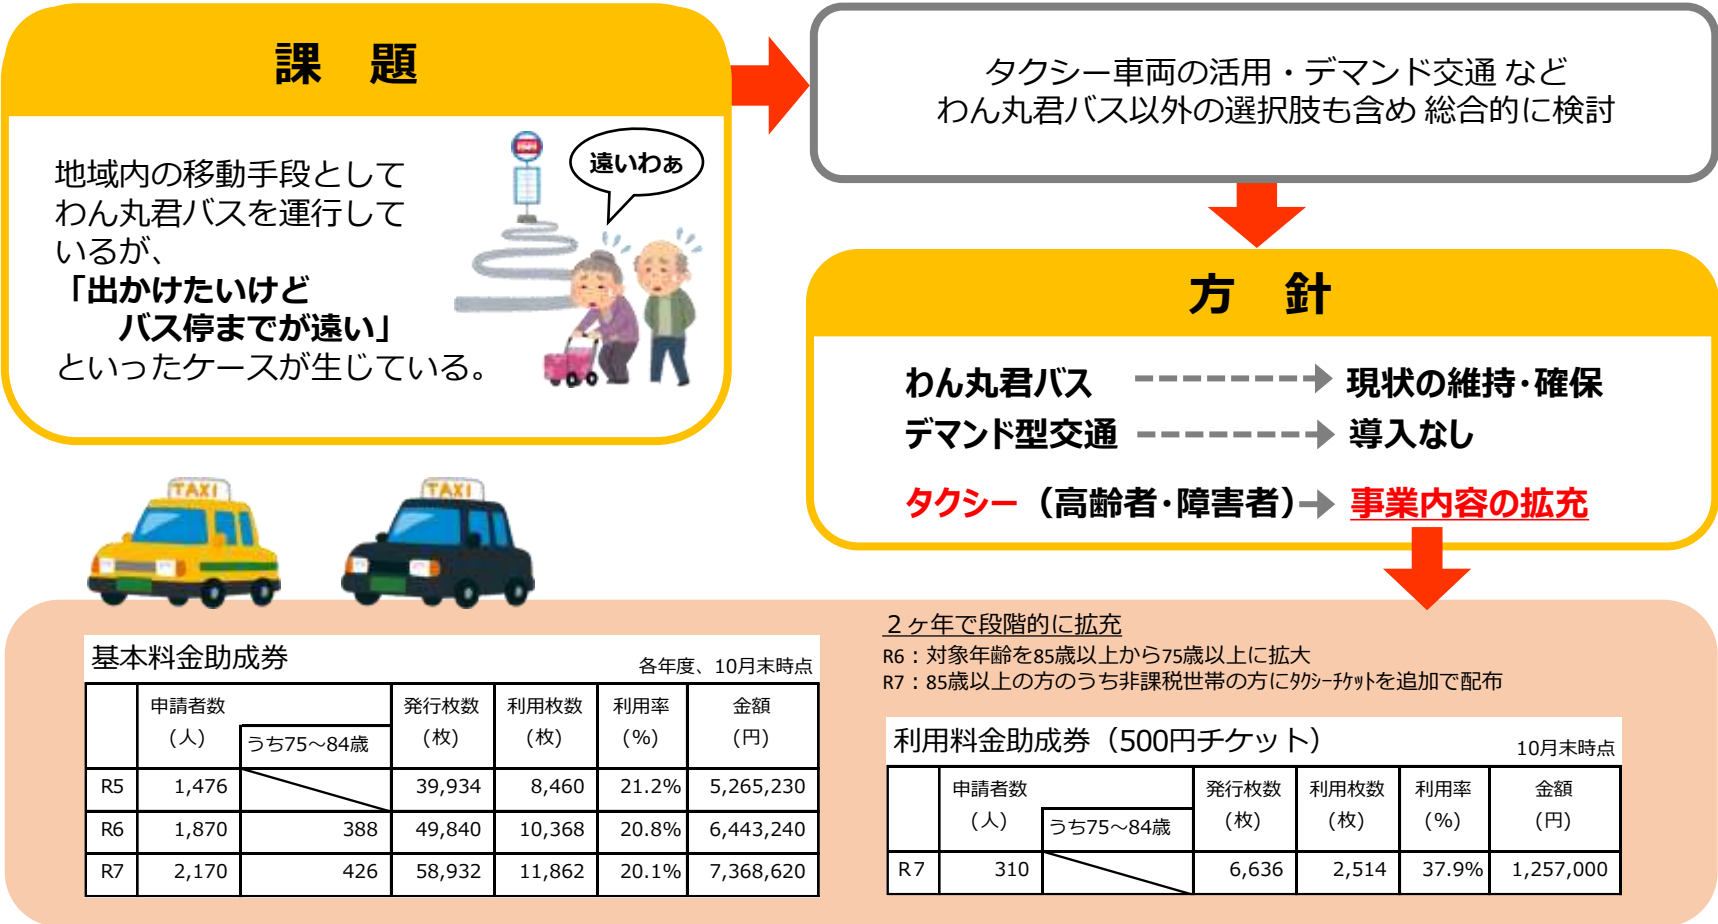 課　題
地域内の移動手段として
わん丸君バスを運行して
いるが、
「出かけたいけど
バス停までが遠い」
といったケースが生じている。
遠いわぁ
タクシー車両の活用・デマンド交通 など
わん丸君バス以外の選択肢も含め 総合的に検討
方　針
わん丸君バス 現状の維持・確保
デマンド型交通 導入なし
タクシー（高齢者・障害者） 事業内容の拡充
TAXI
TAXI
２ヶ年で段階的に拡充
R6：対象年齢を85歳以上から75歳以上に拡大
R7：85歳以上の方のうち非課税世帯の方にタクシーチケットを追加で配布
基本料金助成券 各年度、10月末時点
申請者数 発行枚数 利用枚数 利用率 金額
(人) うち75～84歳 (枚) (枚) (%) (円)
R5 1,476 39,934 8,460 21.2% 5,265,230
R6 1,870 388 49,840 10,368 20.8% 6,443,240
R7 2,170 426 58,932 11,862 20.1% 7,368,620
利用料金助成券（500円チケット） 10月末時点
申請者数 発行枚数 利用枚数 利用率 金額
(人) うち75～84歳 (枚) (枚) (%) (円)
R7 310 6,636 2,514 37.9% 1,257,000